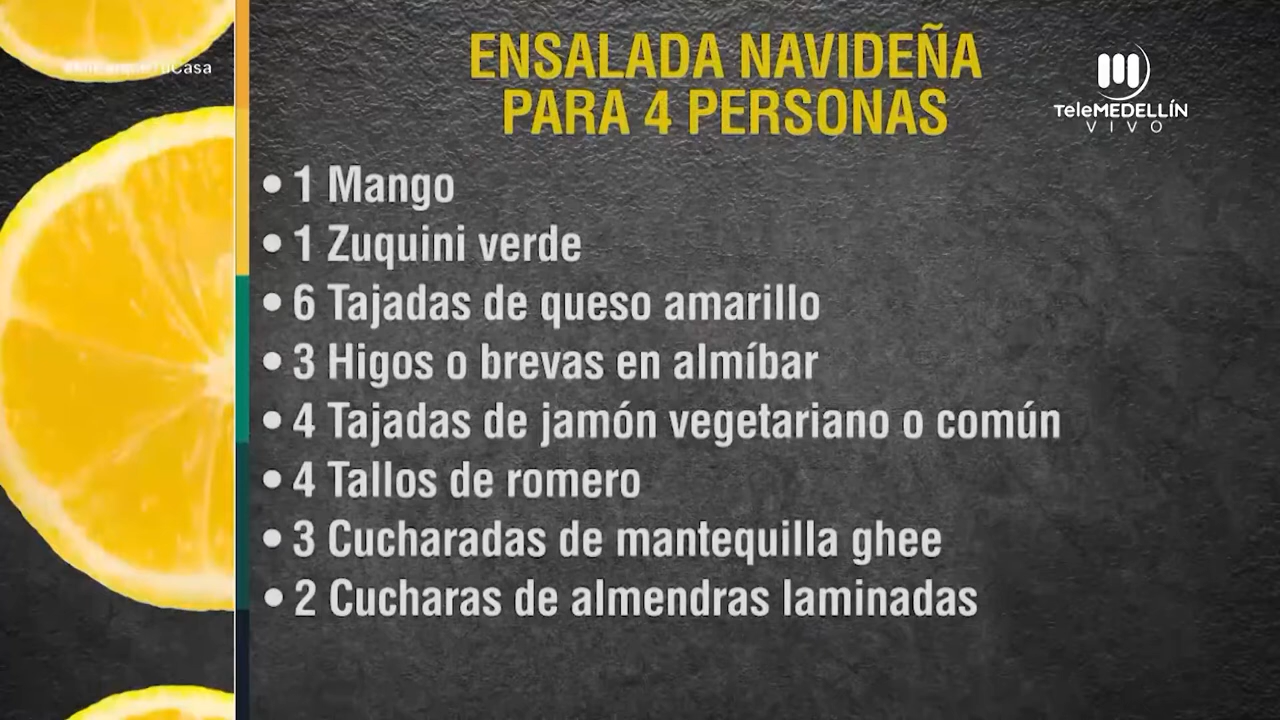 Casa
ENSALADA NAVIDEÑA
PARA 4 PERSONAS
TeleMEDELLÍN
VIVO
• 1 Mango
• 1 Zuquini verde
• 6 Tajadas de queso amarillo
• 3 Higos o brevas en almíbar
• 4 Tajadas de jamón vegetariano o común
• 4 Tallos de romero
• 3 Cucharadas de mantequilla ghee
• 2 Cucharas de almendras laminadas